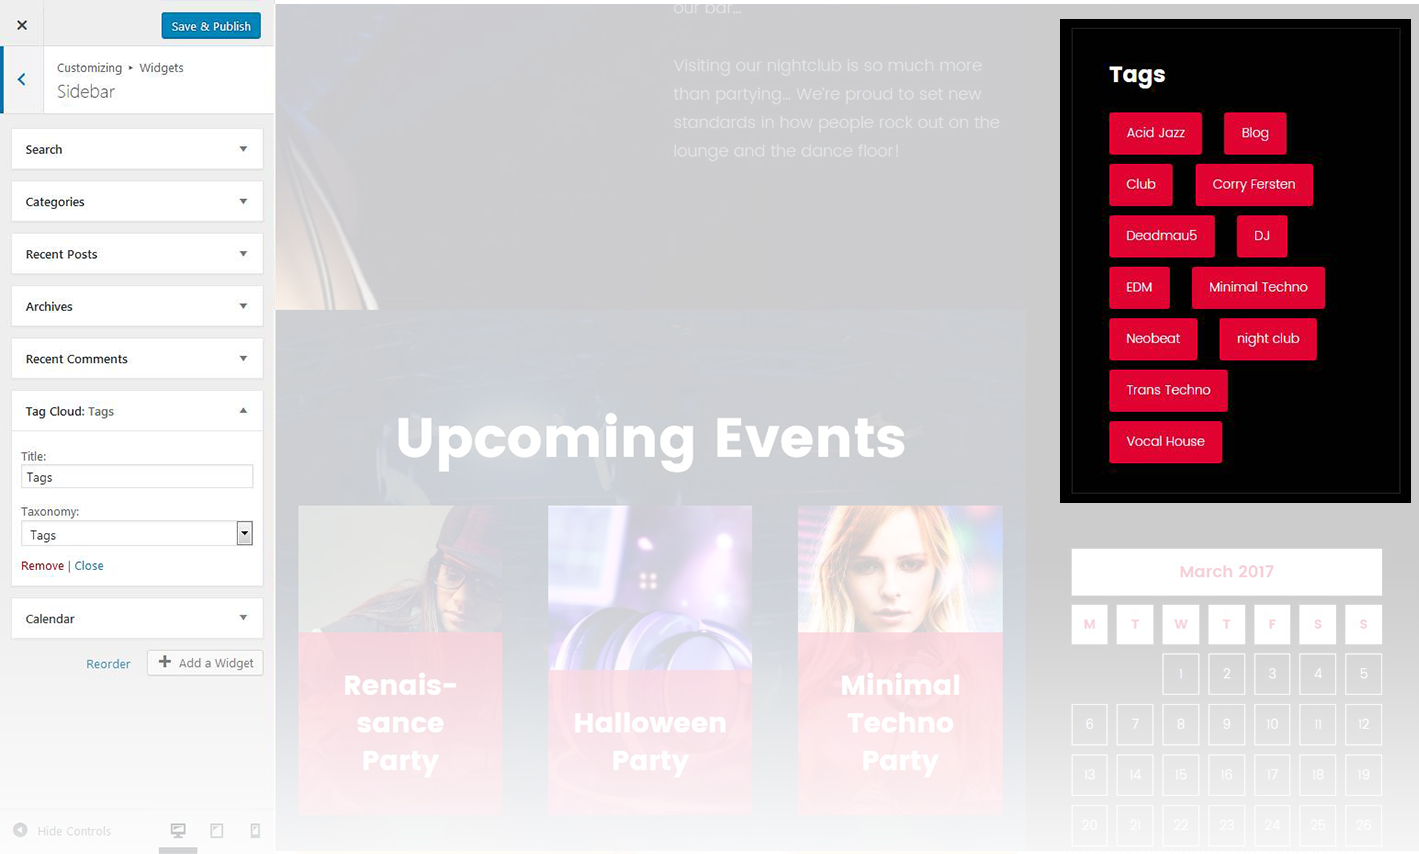 Save & Publish
Customizing ▸ Widgets
Sidebar
Search
Categories
Recent Posts
Archives
Recent Comments
Tag Cloud: Tags
Title:
Tags
Taxonomy:
Tags
Remove | Close
Calendar
Reorder
Add a Widget
Hide Controls
our bar...
Visiting our nightclub is so much more
than partying... We're proud to set new
standards in how people rock out on the
lounge and the dance floor!
Upcoming Events
Renais-
sance
Party
Halloween
Party
Minimal
Techno
Party
Tags
Acid Jazz Blog
Club Corry Fersten
Deadmau5 DJ
EDM Minimal Techno
Neobeat night club
Trans Techno
Vocal House
March 2017
M T W T F S S
1 2 3 4 5
6 7 8 9 10 11 12
13 14 15 16 17 18 19
20 21 22 23 24 25 26